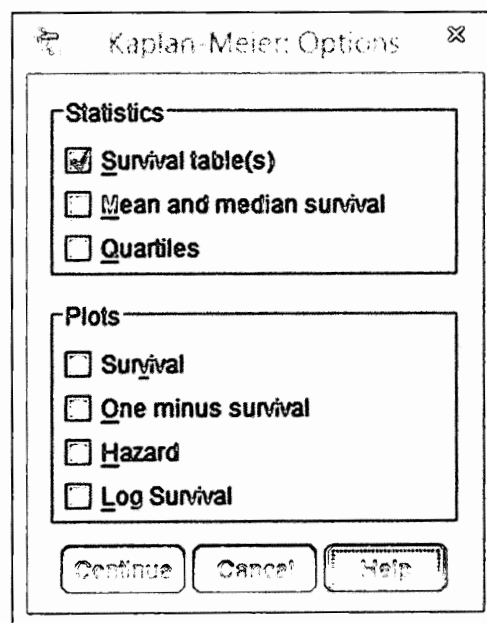 Kaplan-Meier: Options
Statistics
Survival table(s)
Mean and median survival
Quartiles
Plots
Survival
One minus survival
Hazard
Log Survival
Continue Cancel Help